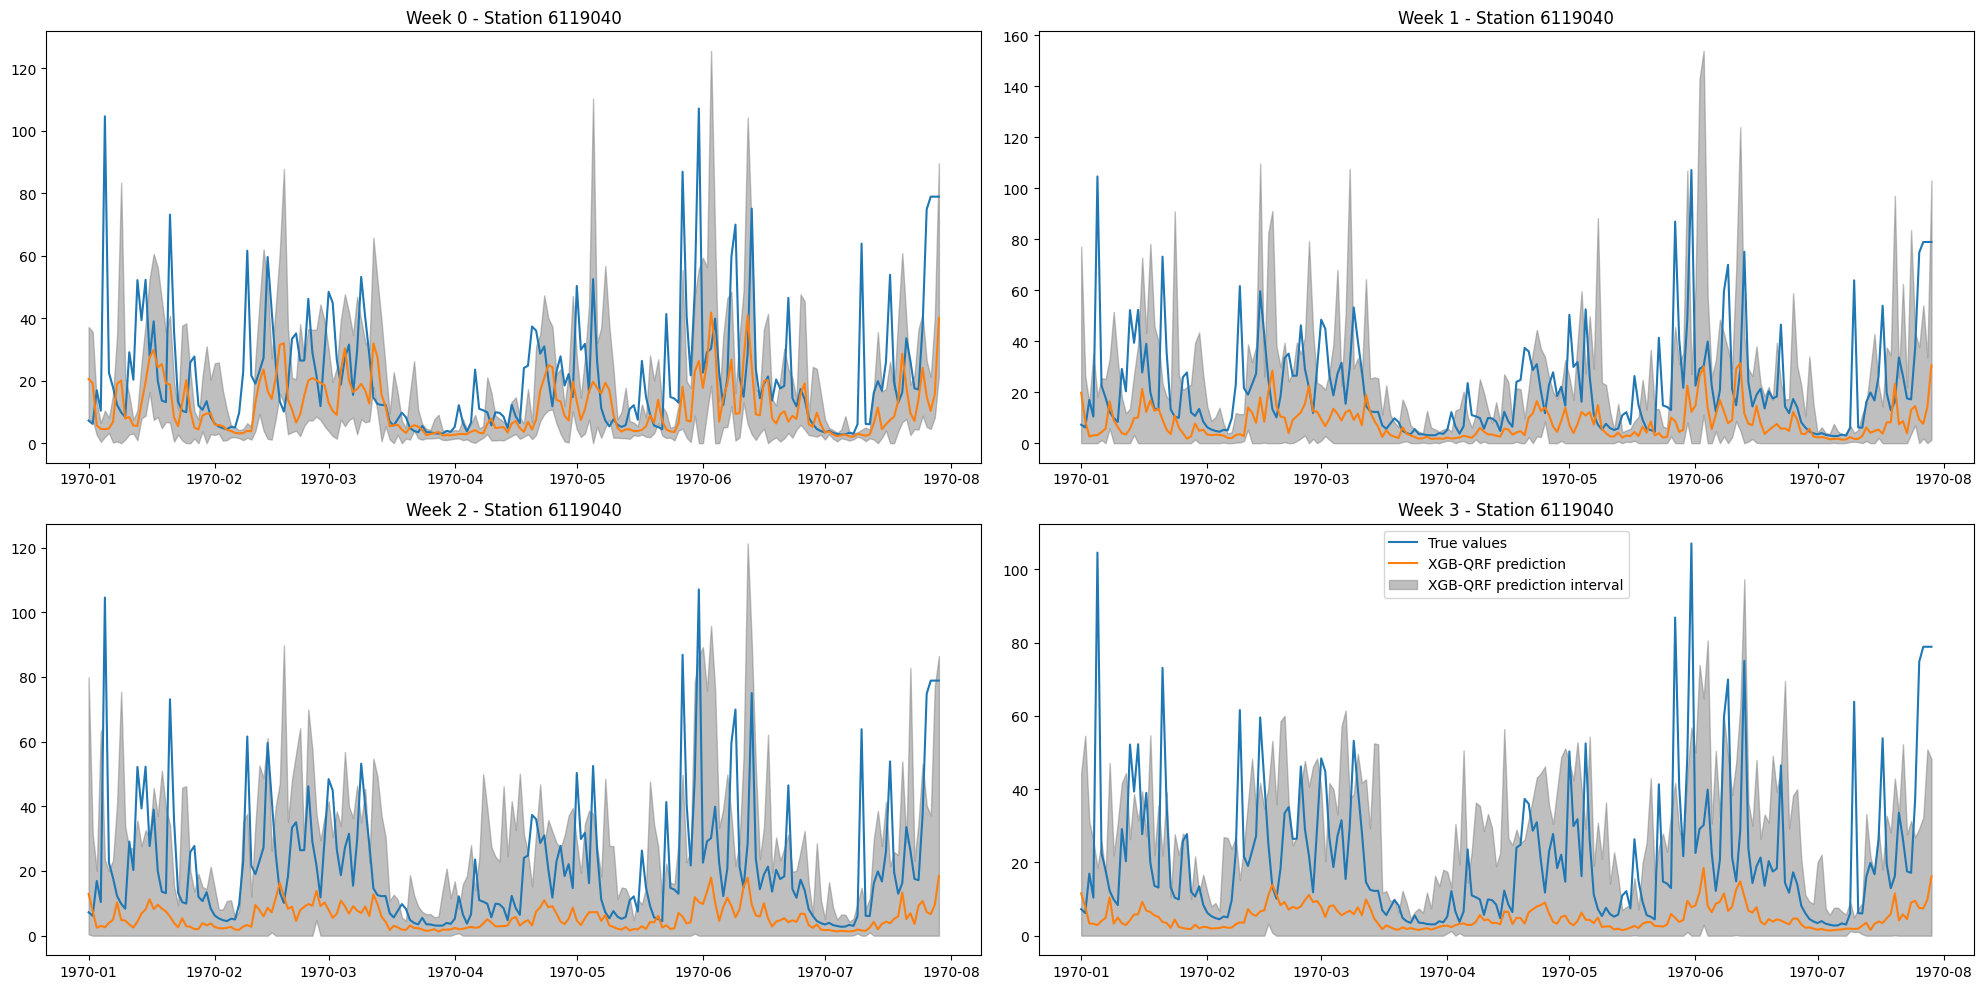 Week 0 - Station 6119040
120
100
80
60
40
20
0
1970-01 1970-02 1970-03 1970-04 1970-05 1970-06 1970-07 1970-08
Week 1 - Station 6119040
160
140
120
100
80
60
40
20
0
1970-01 1970-02 1970-03 1970-04 1970-05 1970-06 1970-07 1970-08
Week 2 - Station 6119040
120
100
80
60
40
20
0
1970-01 1970-02 1970-03 1970-04 1970-05 1970-06 1970-07 1970-08
Week 3 - Station 6119040
True values
XGB-QRF prediction
XGB-QRF prediction interval
100
80
60
40
20
0
1970-01 1970-02 1970-03 1970-04 1970-05 1970-06 1970-07 1970-08